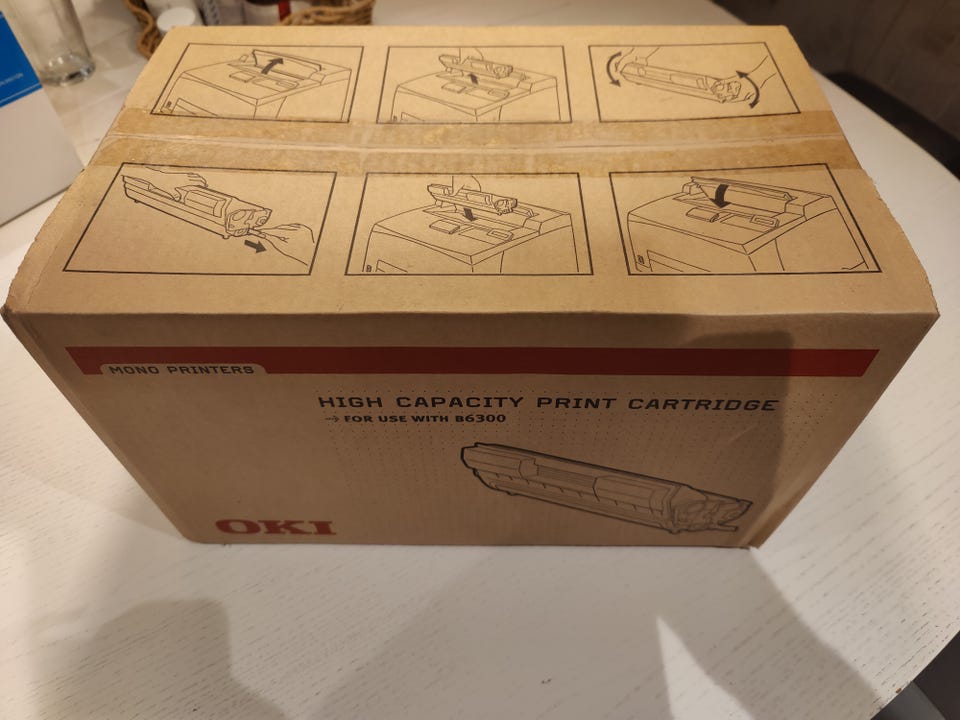 MONO PRINTERS
HIGH CAPACITY PRINT CARTRIDGE
→ FOR USE WITH B6300
OKI